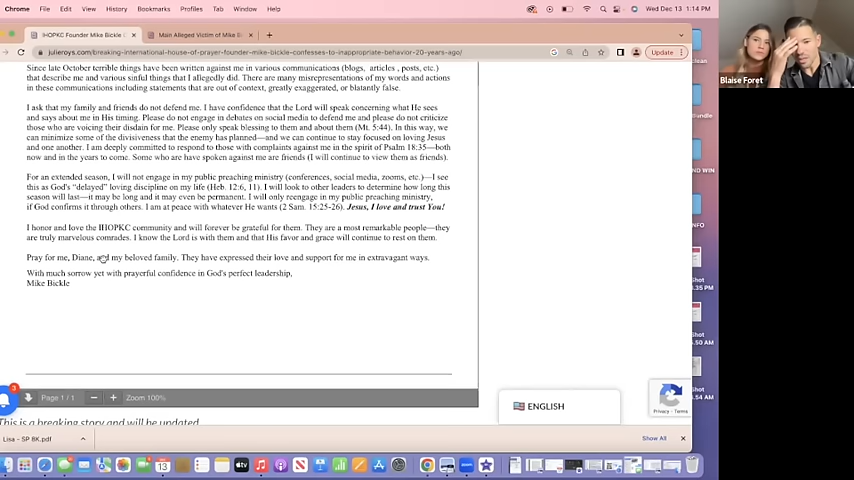 Chrome File Edit View History Bookmarks Profiles Tab Window Help Wed Dec 13 1:14 PM
IHOPKC Founder Mike Bickle C Main Alleged Victim of Mike Bi
julieroys.com/breaking-international-house-of-prayer-founder-mike-bickle-confesses-to-inappropriate-behavior-20-years-ago/ Update
Blaise Foret
Since late October terrible things have been written against me in various communications (blogs, articles , posts, etc.)
that describe me and various sinful things that I allegedly did. There are many misrepresentations of my words and actions
in these communications including statements that are out of context, greatly exaggerated, or blatantly false.
I ask that my family and friends do not defend me. I have confidence that the Lord will speak concerning what He sees
and says about me in His timing. Please do not engage in debates on social media to defend me and please do not criticize
those who are voicing their disdain for me. Please only speak blessing to them and about them (Mt. 5:44). In this way, we
can minimize some of the divisiveness that the enemy has planned—and we can continue to stay focused on loving Jesus
and one another. I am deeply committed to respond to those with complaints against me in the spirit of Psalm 18:35—both
now and in the years to come. Some who are have spoken against me are friends (I will continue to view them as friends).
For an extended season, I will not engage in my public preaching ministry (conferences, social media, zooms, etc.)—I see
this as God's "delayed" loving discipline on my life (Heb. 12:6, 11). I will look to other leaders to determine how long this
season will last—it may be long and it may even be permanent. I will only reengage in my public preaching ministry,
if God confirms it through others. I am at peace with whatever He wants (2 Sam. 15:25-26). Jesus, I love and trust You!
I honor and love the IHOPKC community and will forever be grateful for them. They are a most remarkable people—they
are truly marvelous comrades. I know the Lord is with them and that His favor and grace will continue to rest on them.
Pray for me, Diane, and my beloved family. They have expressed their love and support for me in extravagant ways.
With much sorrow yet with prayerful confidence in God's perfect leadership,
Mike Bickle
3
Page 1 / 1 Zoom 100%
ENGLISH
Privacy - Terms
This is a breaking story and will be updated
Lisa – SP 8K.pdf Show All
13